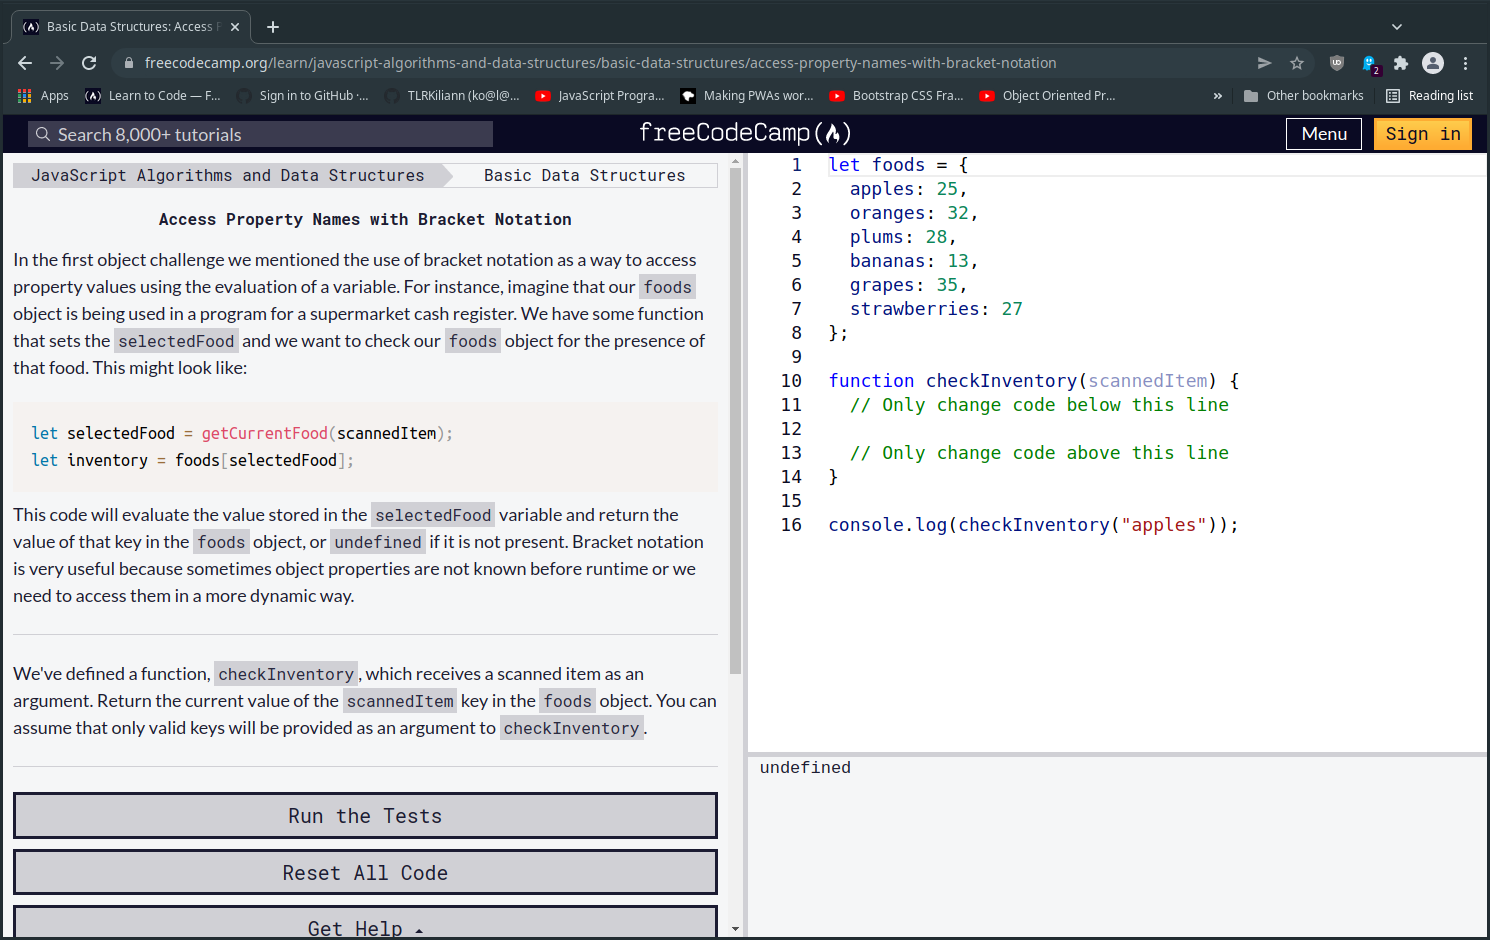 Basic Data Structures: Access P
freecodecamp.org/learn/javascript-algorithms-and-data-structures/basic-data-structures/access-property-names-with-bracket-notation
UD
2
Apps
Learn to Code — F...
Sign in to GitHub ·...
TLRKiliann (ko@l@...
JavaScript Progra...
Making PWAs wor...
Bootstrap CSS Fra...
Object Oriented Pr...
»
Other bookmarks
Reading list
Search 8,000+ tutorials
freeCodeCamp
Menu
Sign in
JavaScript Algorithms and Data Structures
Basic Data Structures
Access Property Names with Bracket Notation
In the first object challenge we mentioned the use of bracket notation as a way to access
property values using the evaluation of a variable. For instance, imagine that our foods
object is being used in a program for a supermarket cash register. We have some function
that sets the selectedFood and we want to check our foods object for the presence of
that food. This might look like:
let selectedFood = getCurrentFood(scannedItem);
let inventory = foods[selectedFood];
This code will evaluate the value stored in the selectedFood variable and return the
value of that key in the foods object, or undefined if it is not present. Bracket notation
is very useful because sometimes object properties are not known before runtime or we
need to access them in a more dynamic way.
We've defined a function, checkInventory, which receives a scanned item as an
argument. Return the current value of the scannedItem key in the foods object. You can
assume that only valid keys will be provided as an argument to checkInventory.
Run the Tests
Reset All Code
Get Help
1 let foods = {
2 apples: 25,
3 oranges: 32,
4 plums: 28,
5 bananas: 13,
6 grapes: 35,
7 strawberries: 27
8 };
9
10 function checkInventory(scannedItem) {
11 // Only change code below this line
12
13 // Only change code above this line
14 }
15
16 console.log(checkInventory("apples"));
undefined